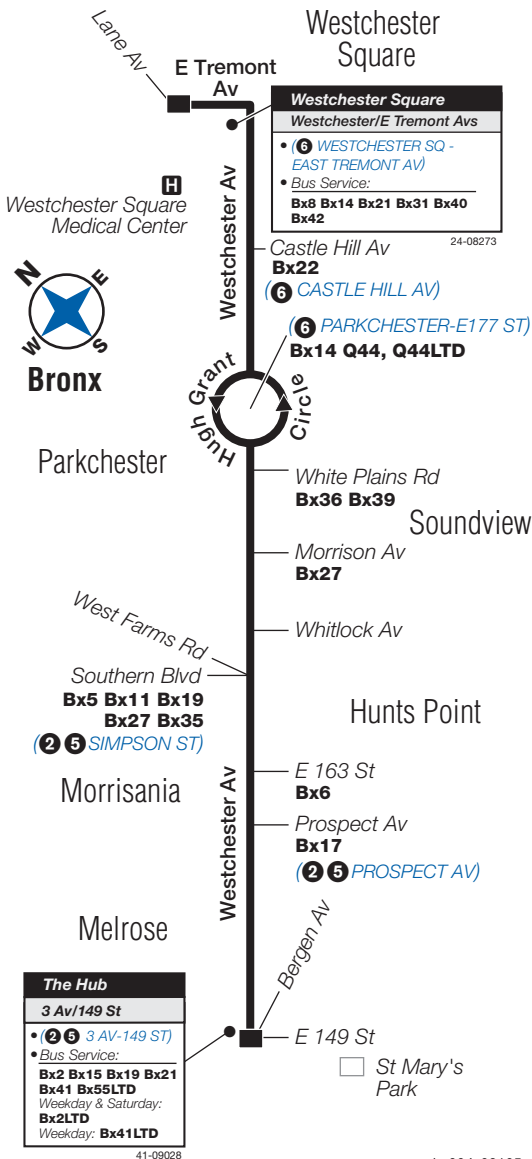 Westchester
Square
Lane Av
E Tremont
Av
Westchester Square
Westchester/E Tremont Avs
• (6 WESTCHESTER SQ -
EAST TREMONT AV)
• Bus Service:
Bx8 Bx14 Bx21 Bx31 Bx40
Bx42
24-08273
H
Westchester Square
Medical Center
Westchester Av
Castle Hill Av
Bx22
(6 CASTLE HILL AV)
N
E
W
S
Bronx
(6 PARKCHESTER-E177 ST)
Bx14 Q44, Q44LTD
Hugh Grant
Circle
Parkchester
White Plains Rd
Bx36 Bx39
Soundview
Morrison Av
Bx27
West Farms Rd
Whitlock Av
Southern Blvd
Bx5 Bx11 Bx19
Bx27 Bx35
(2 5 SIMPSON ST)
Hunts Point
Morrisania
Westchester Av
E 163 St
Bx6
Prospect Av
Bx17
(2 5 PROSPECT AV)
Melrose
Bergen Av
The Hub
3 Av/149 St
• (2 5 3 AV-149 ST)
• Bus Service:
Bx2 Bx15 Bx19 Bx21
Bx41 Bx55LTD
Weekday & Saturday:
Bx2LTD
Weekday: Bx41LTD
41-09028
E 149 St
St Mary's
Park